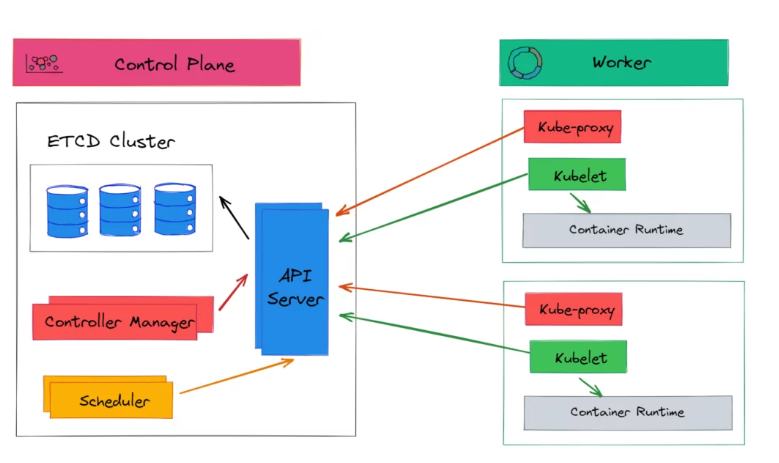 Control Plane
Worker
ETCD Cluster
API
Server
Controller Manager
Scheduler
Kube-proxy
Kubelet
Container Runtime
Kube-proxy
Kubelet
Container Runtime